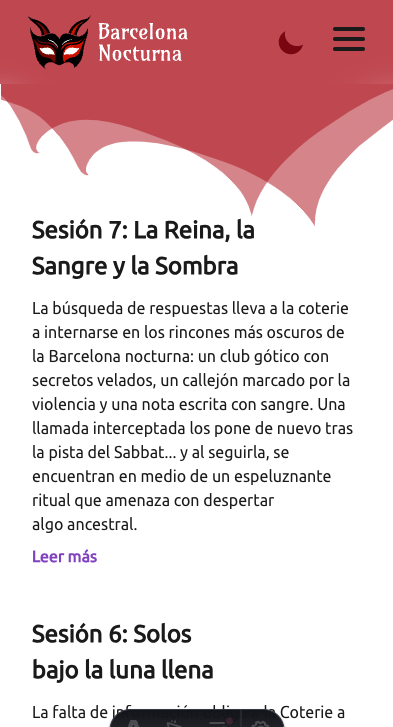 Barcelona
Nocturna
Sesión 7: La Reina, la
Sangre y la Sombra
La búsqueda de respuestas lleva a la coterie
a internarse en los rincones más oscuros de
la Barcelona nocturna: un club gótico con
secretos velados, un callejón marcado por la
violencia y una nota escrita con sangre. Una
llamada interceptada los pone de nuevo tras
la pista del Sabbat... y al seguirla, se
encuentran en medio de un espeluznante
ritual que amenaza con despertar
algo ancestral.
Leer más
Sesión 6: Solos
bajo la luna llena
La falta de a Coterie a